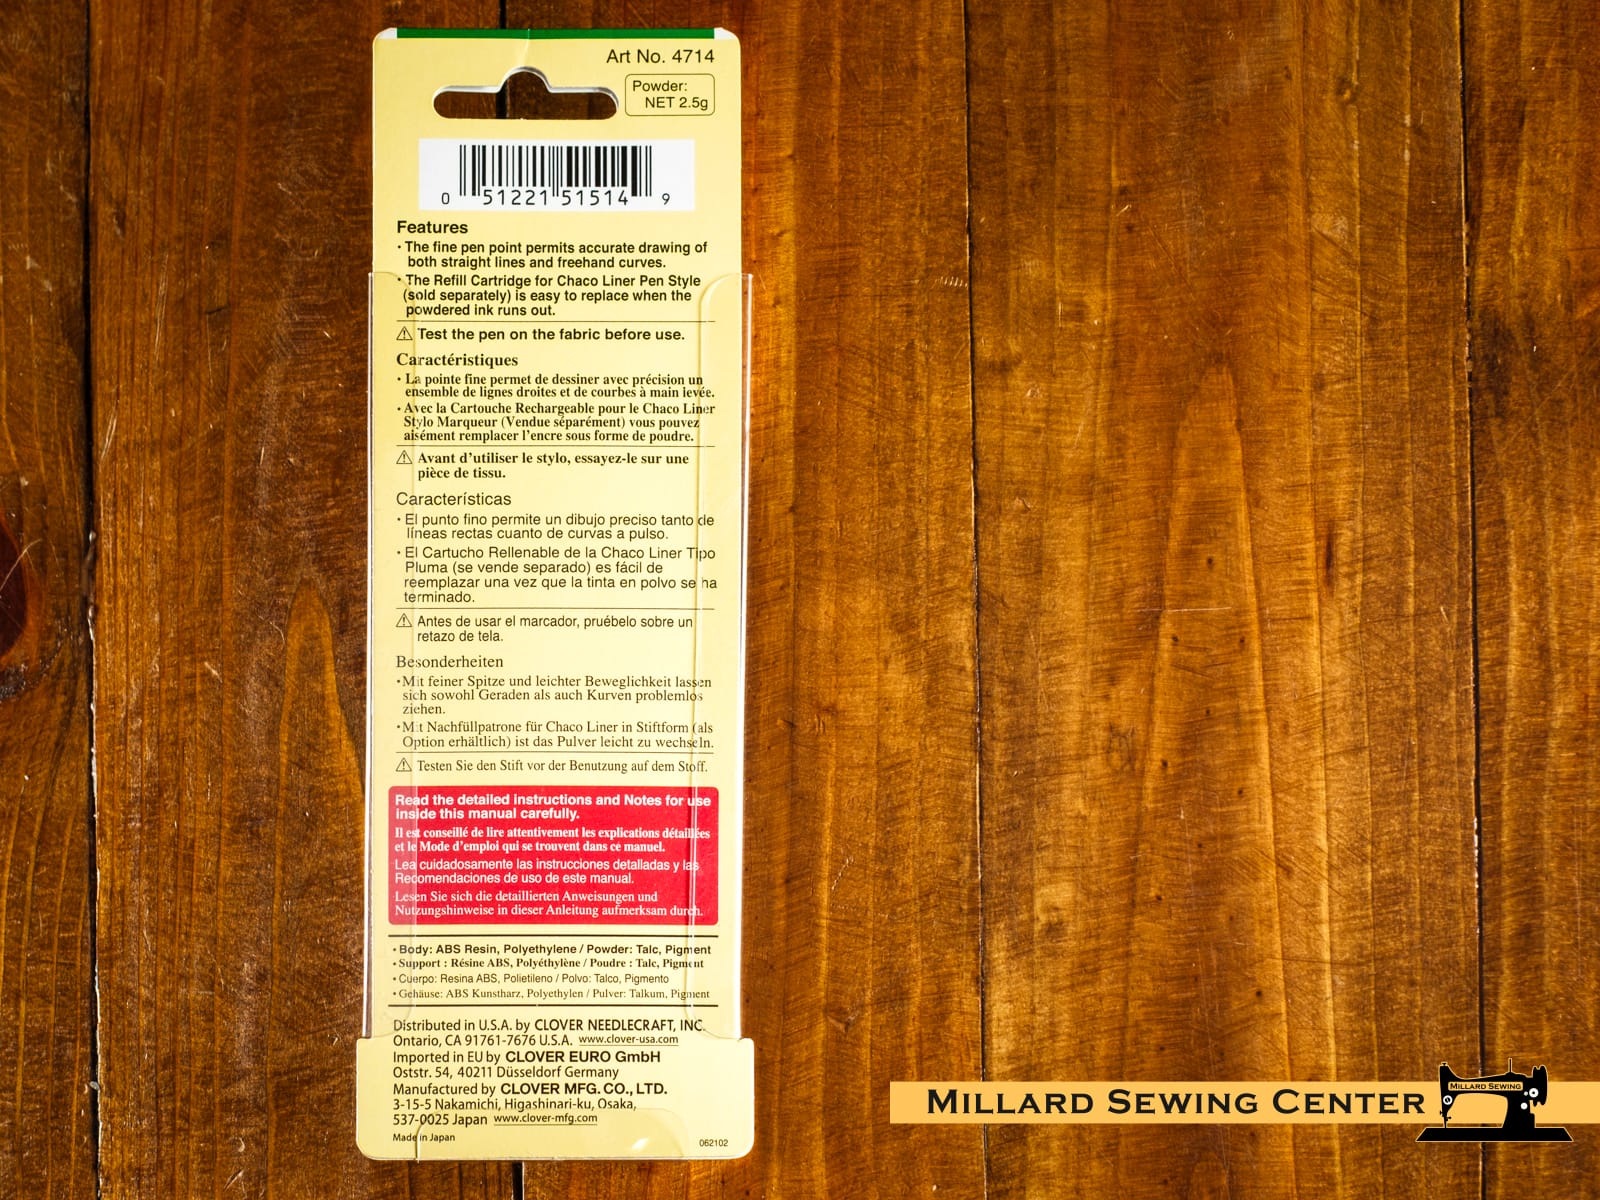 Art No. 4714
Powder:
NET 2.5g
0 51221 51514 9
Features
• The fine pen point permits accurate drawing of
both straight lines and freehand curves.
• The Refill Cartridge for Chaco Liner Pen Style
(sold separately) is easy to replace when the
powdered ink runs out.
⚠ Test the pen on the fabric before use.
Caractéristiques
• La pointe fine permet de dessiner avec précision un
ensemble de lignes droites et de courbes à main levée.
• Avec la Cartouche Rechargeable pour le Chaco Liner
Stylo Marqueur (Vendue séparément) vous pouvez
aisément remplacer l'encre sous forme de poudre.
⚠ Avant d'utiliser le stylo, essayez-le sur une
pièce de tissu.
Características
• El punto fino permite un dibujo preciso tanto de
líneas rectas cuanto de curvas a pulso.
• El Cartucho Rellenable de la Chaco Liner Tipo
Pluma (se vende separado) es fácil de
reemplazar una vez que la tinta en polvo se ha
terminado.
⚠ Antes de usar el marcador, pruébelo sobre un
retazo de tela.
Besonderheiten
• Mit feiner Spitze und leichter Beweglichkeit lassen
sich sowohl Geraden als auch Kurven problemlos
ziehen.
• Mit Nachfüllpatrone für Chaco Liner in Stiftform (als
Option erhältlich) ist das Pulver leicht zu wechseln.
⚠ Testen Sie den Stift vor der Benutzung auf dem Stoff.
Read the detailed instructions and Notes for use
inside this manual carefully.
Il est conseillé de lire attentivement les explications détaillées
et le Mode d'emploi qui se trouvent dans ce manuel.
Lea cuidadosamente las instrucciones detalladas y las
Recomendaciones de uso de este manual.
Lesen Sie sich die detaillierten Anweisungen und
Nutzungshinweise in dieser Anleitung aufmerksam durch.
• Body: ABS Resin, Polyethylene / Powder: Talc, Pigment
• Support : Résine ABS, Polyéthylène / Poudre : Talc, Pigment
• Cuerpo: Resina ABS, Polietileno / Polvo: Talco, Pigmento
• Gehäuse: ABS Kunstharz, Polyethylen / Pulver: Talkum, Pigment
Distributed in U.S.A. by CLOVER NEEDLECRAFT, INC.
Ontario, CA 91761-7676 U.S.A. www.clover-usa.com
Imported in EU by CLOVER EURO GmbH
Oststr. 54, 40211 Düsseldorf Germany
Manufactured by CLOVER MFG. CO., LTD.
3-15-5 Nakamichi, Higashinari-ku, Osaka,
537-0025 Japan www.clover-mfg.com
Made in Japan 062102
MILLARD SEWING CENTER
MILLARD SEWING